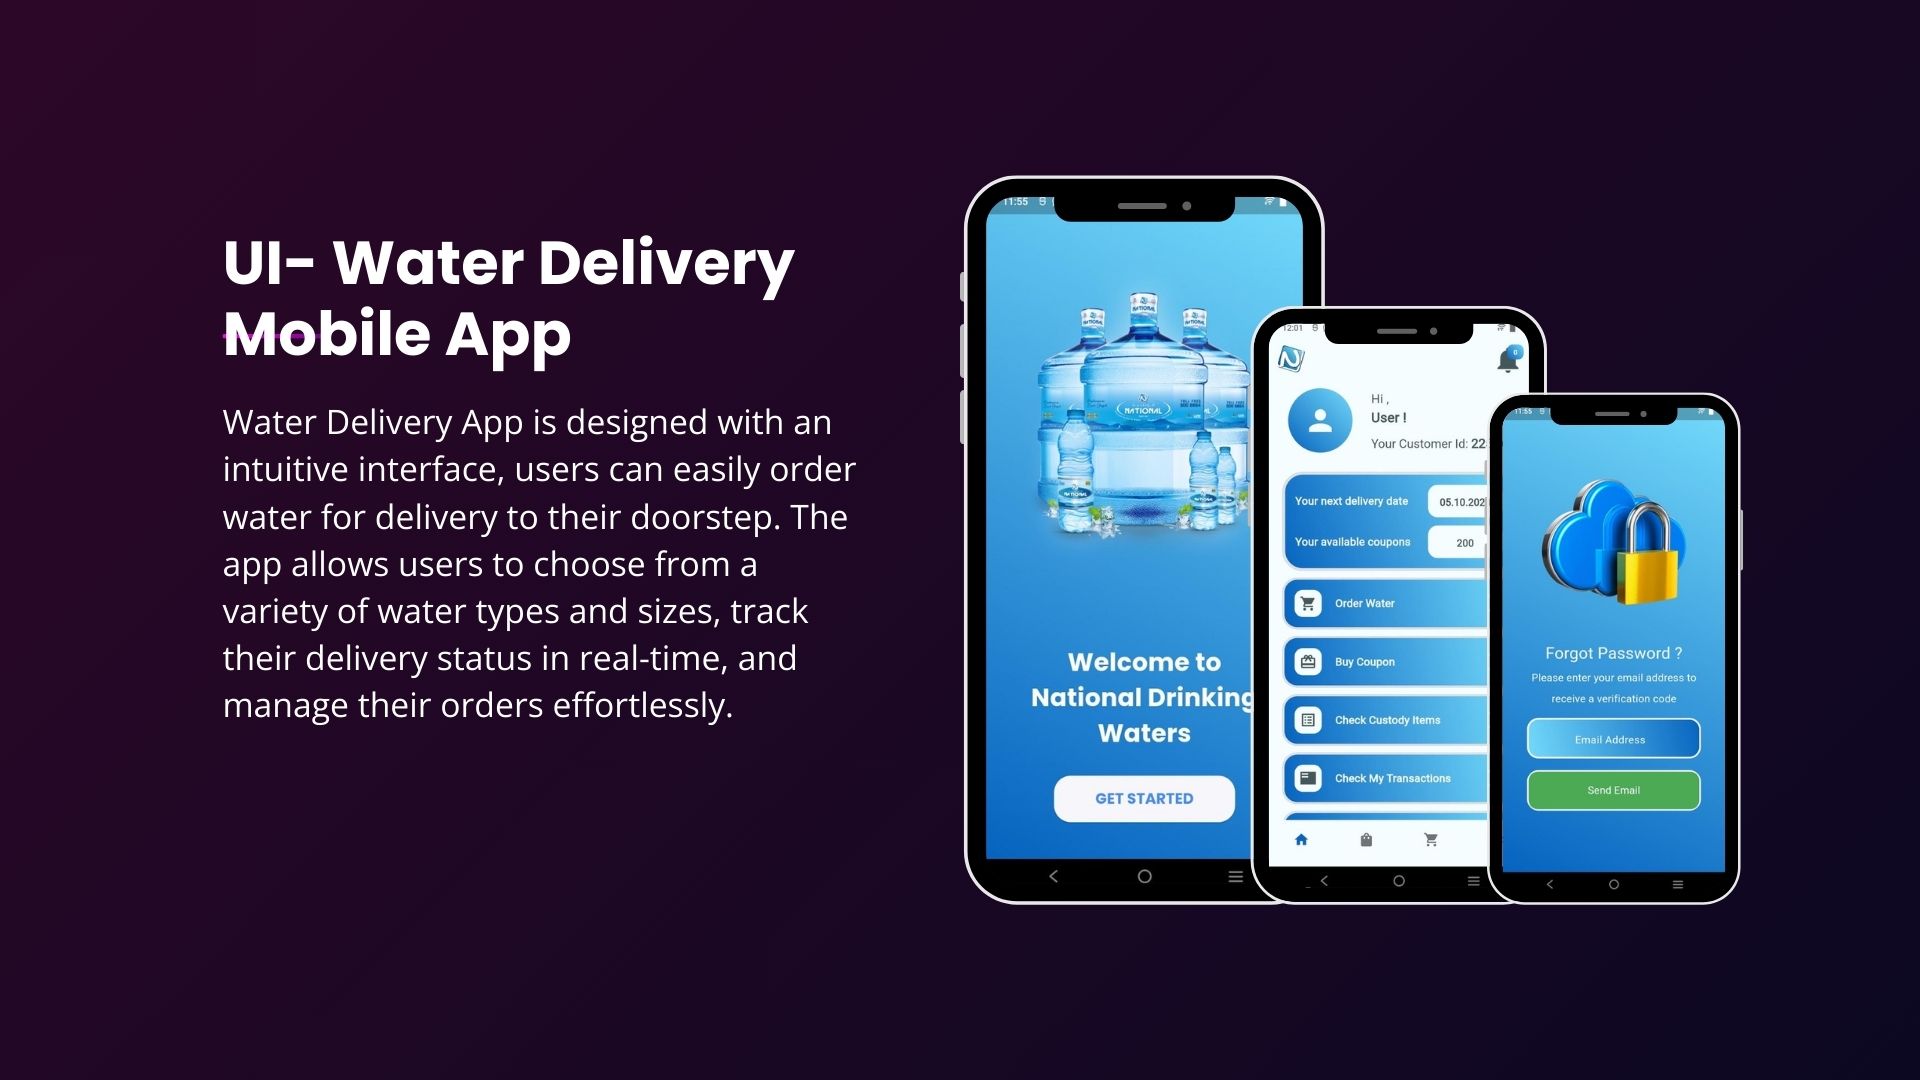 UI- Water Delivery
Mobile App
Water Delivery App is designed with an
intuitive interface, users can easily order
water for delivery to their doorstep. The
app allows users to choose from a
variety of water types and sizes, track
their delivery status in real-time, and
manage their orders effortlessly.
11:55
NATIONAL
NATIONAL
Welcome to
National Drinking
Waters
GET STARTED
12:01
0
Hi ,
User !
Your Customer Id: 22
Your next delivery date
05.10.202
Your available coupons
200
Order Water
Buy Coupon
Check Custody Items
Check My Transactions
11:55
Forgot Password ?
Please enter your email address to
receive a verification code
Email Address
Send Email